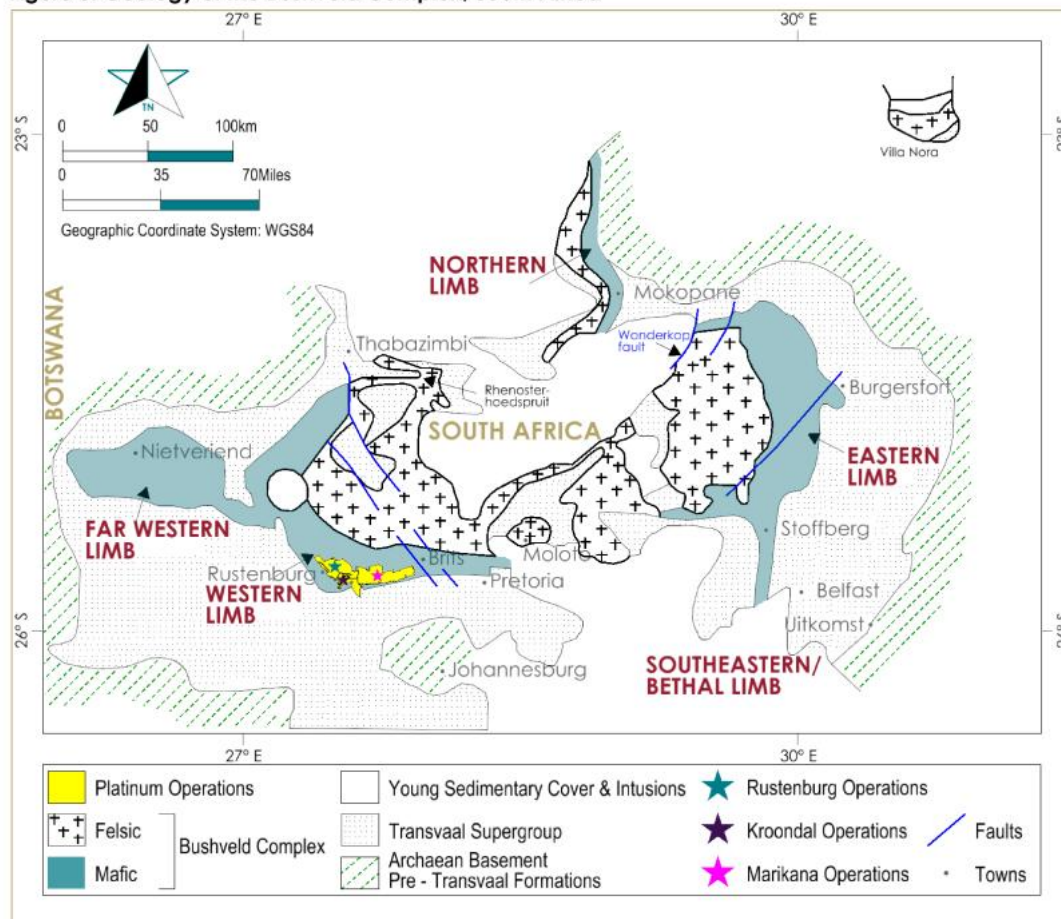 27° E
30° E
TN
0
50
100km
0
35
70Miles
Geographic Coordinate System: WGS84
23° S
Villa Nora
NORTHERN
LIMB
Mokopane
BOTSWANA
Thabazimbi
Wonderkop
fault
Rhenoster-
hoedspruit
Burgersfort
SOUTH AFRICA
Nietveriend
EASTERN
LIMB
FAR WESTERN
LIMB
Stoffberg
Moloto
Brits
Rustenburg
WESTERN
LIMB
Pretoria
Belfast
26° S
Uitkomst
Johannesburg
SOUTHEASTERN/
BETHAL LIMB
27° E
30° E
Platinum Operations
Felsic
Mafic
Bushveld Complex
Young Sedimentary Cover & Intusions
Transvaal Supergroup
Archaean Basement
Pre - Transvaal Formations
Rustenburg Operations
Kroondal Operations
Marikana Operations
Faults
Towns